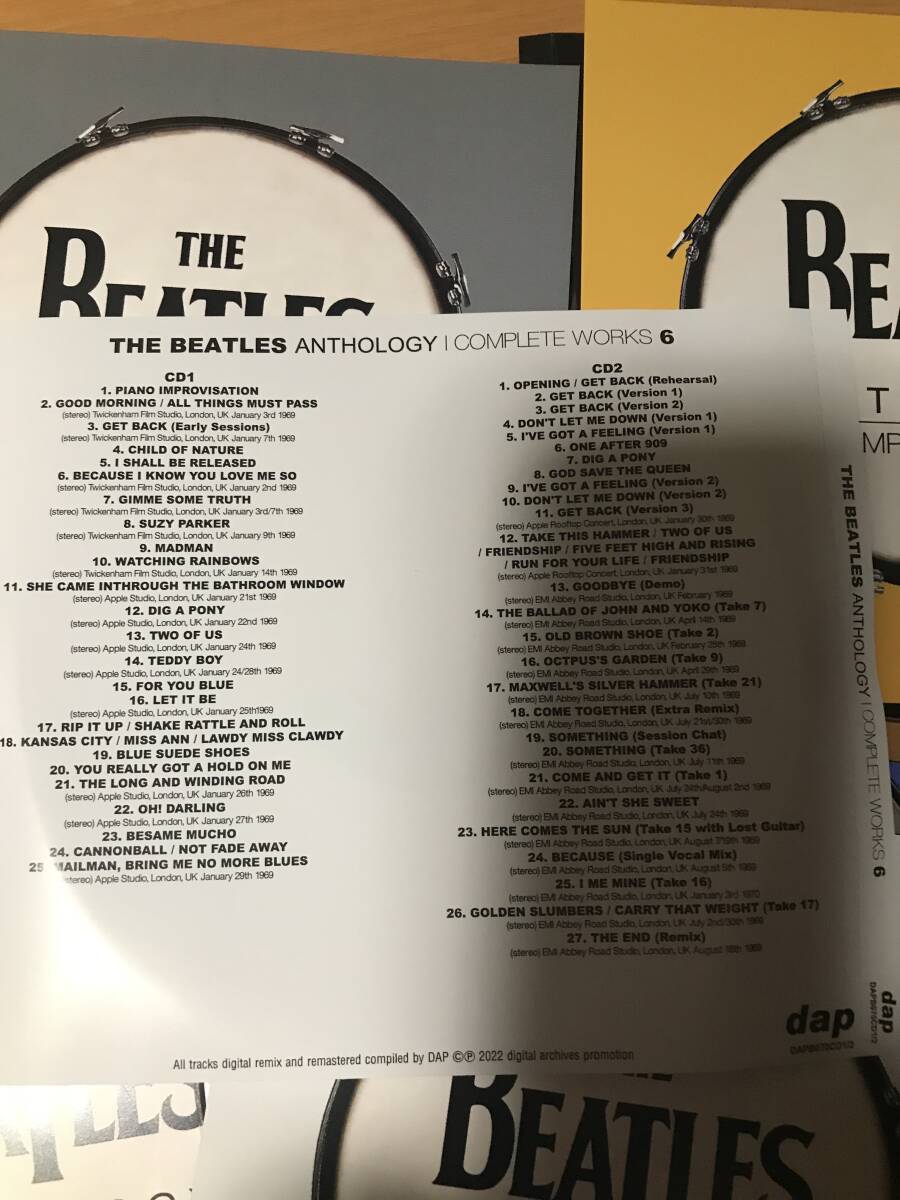 THE
BEATLES
BE
T
MP
THE BEATLES ANTHOLOGY | COMPLETE WORKS 6
CD1
1. PIANO IMPROVISATION
2. GOOD MORNING / ALL THINGS MUST PASS
(stereo) Twickenham Film Studio, London, UK January 3rd 1969
3. GET BACK (Early Sessions)
(stereo) Twickenham Film Studio, London, UK January 7th 1969
4. CHILD OF NATURE
5. I SHALL BE RELEASED
6. BECAUSE I KNOW YOU LOVE ME SO
(stereo) Twickenham Film Studio, London, UK January 2nd 1969
7. GIMME SOME TRUTH
(stereo) Twickenham Film Studio, London, UK January 3rd/7th 1969
8. SUZY PARKER
(stereo) Twickenham Film Studio, London, UK January 9th 1969
9. MADMAN
10. WATCHING RAINBOWS
(stereo) Twickenham Film Studio, London, UK January 14th 1969
11. SHE CAME INTHROUGH THE BATHROOM WINDOW
(stereo) Apple Studio, London, UK January 21st 1969
12. DIG A PONY
(stereo) Apple Studio, London, UK January 22nd 1969
13. TWO OF US
(stereo) Apple Studio, London, UK January 24th 1969
14. TEDDY BOY
(stereo) Apple Studio, London, UK January 24/28th 1969
15. FOR YOU BLUE
16. LET IT BE
(stereo) Apple Studio, London, UK January 25th1969
17. RIP IT UP / SHAKE RATTLE AND ROLL
18. KANSAS CITY / MISS ANN / LAWDY MISS CLAWDY
19. BLUE SUEDE SHOES
20. YOU REALLY GOT A HOLD ON ME
21. THE LONG AND WINDING ROAD
(stereo) Apple Studio, London, UK January 26th 1969
22. OH! DARLING
(stereo) Apple Studio, London, UK January 27th 1969
23. BESAME MUCHO
24. CANNONBALL / NOT FADE AWAY
25. MAILMAN, BRING ME NO MORE BLUES
(stereo) Apple Studio, London, UK January 29th 1969
CD2
1. OPENING / GET BACK (Rehearsal)
2. GET BACK (Version 1)
3. GET BACK (Version 2)
4. DON'T LET ME DOWN (Version 1)
5. I'VE GOT A FEELING (Version 1)
6. ONE AFTER 909
7. DIG A PONY
8. GOD SAVE THE QUEEN
9. I'VE GOT A FEELING (Version 2)
10. DON'T LET ME DOWN (Version 2)
11. GET BACK (Version 3)
(stereo) Apple Rooftop Concert, London, UK January 30th 1969
12. TAKE THIS HAMMER / TWO OF US
/ FRIENDSHIP / FIVE FEET HIGH AND RISING
/ RUN FOR YOUR LIFE / FRIENDSHIP
(stereo) Apple Rooftop Concert, London, UK January 31st 1969
13. GOODBYE (Demo)
(stereo) EMI Abbey Road Studio, London, UK February 1969
14. THE BALLAD OF JOHN AND YOKO (Take 7)
(stereo) EMI Abbey Road Studio, London, UK April 14th 1969
15. OLD BROWN SHOE (Take 2)
(stereo) EMI Abbey Road Studio, London, UK February 25th 1969
16. OCTPUS'S GARDEN (Take 9)
(stereo) EMI Abbey Road Studio, London, UK April 29th 1969
17. MAXWELL'S SILVER HAMMER (Take 21)
(stereo) EMI Abbey Road Studio, London, UK July 10th 1969
18. COME TOGETHER (Extra Remix)
(stereo) EMI Abbey Road Studio, London, UK July 21st/30th 1969
19. SOMETHING (Session Chat)
20. SOMETHING (Take 36)
(stereo) EMI Abbey Road Studio, London, UK July 11th 1969
21. COME AND GET IT (Take 1)
(stereo) EMI Abbey Road Studio, London, UK July 24th/August 2nd 1969
22. AIN'T SHE SWEET
(stereo) EMI Abbey Road Studio, London, UK July 24th 1969
23. HERE COMES THE SUN (Take 15 with Lost Guitar)
(stereo) EMI Abbey Road Studio, London, UK August 1969
24. BECAUSE (Single Vocal Mix)
(stereo) EMI Abbey Road Studio, London, UK August 5th 1969
25. I ME MINE (Take 16)
(stereo) EMI Abbey Road Studio, London, UK January 3rd 1970
26. GOLDEN SLUMBERS / CARRY THAT WEIGHT (Take 17)
(stereo) EMI Abbey Road Studio, London, UK July 2nd/30th 1969
27. THE END (Remix)
(stereo) EMI Abbey Road Studio, London, UK August 18th 1969
dap
DAPB070CD1/2
All tracks digital remix and remastered compiled by DAP ©℗ 2022 digital archives promotion
THE BEATLES ANTHOLOGY | COMPLETE WORKS 6
dap
DAPB070CD1/2
BEATLES